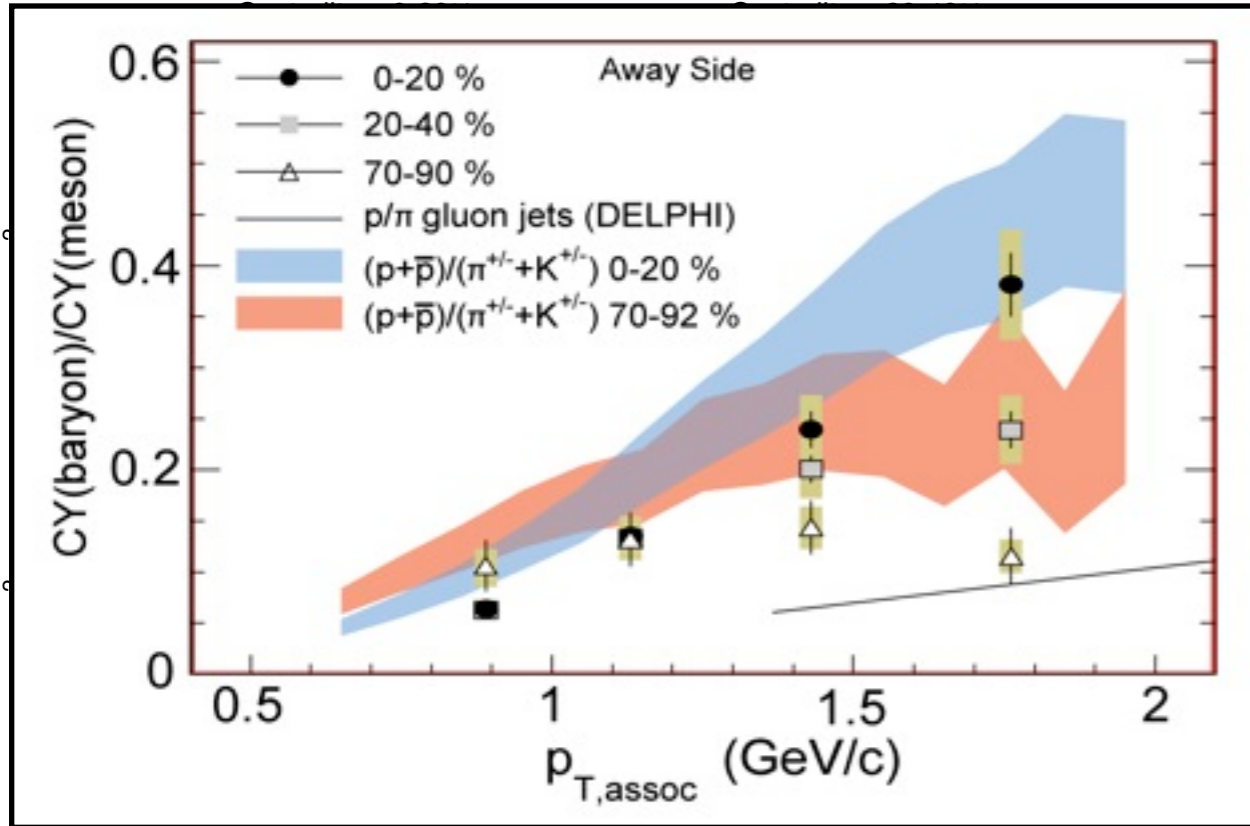 0.6
0.4
0.2
0
CY(baryon)/CY(meson)
Away Side
0-20 %
20-40 %
70-90 %
p/π gluon jets (DELPHI)
(p+p̅)/(π+/-+K+/-) 0-20 %
(p+p̅)/(π+/-+K+/-) 70-92 %
0.5 1 1.5 2
pT,assoc (GeV/c)